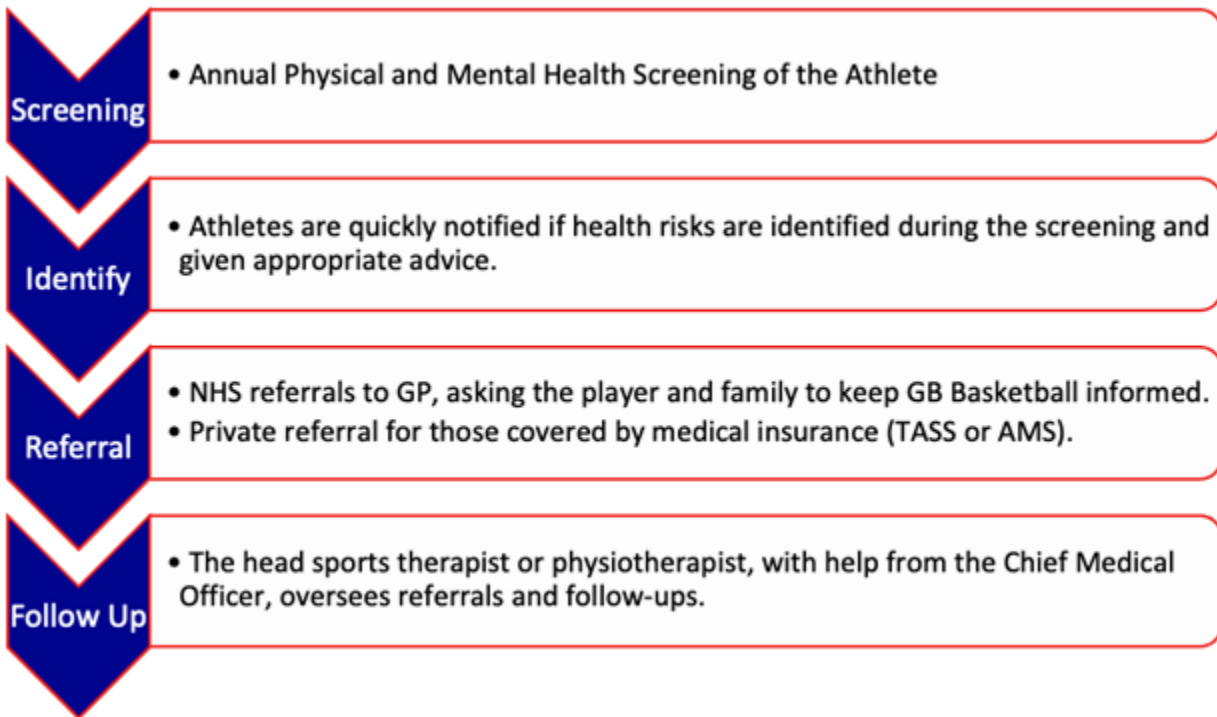 Screening
• Annual Physical and Mental Health Screening of the Athlete
Identify
• Athletes are quickly notified if health risks are identified during the screening and
given appropriate advice.
Referral
• NHS referrals to GP, asking the player and family to keep GB Basketball informed.
• Private referral for those covered by medical insurance (TASS or AMS).
Follow Up
• The head sports therapist or physiotherapist, with help from the Chief Medical
Officer, oversees referrals and follow-ups.